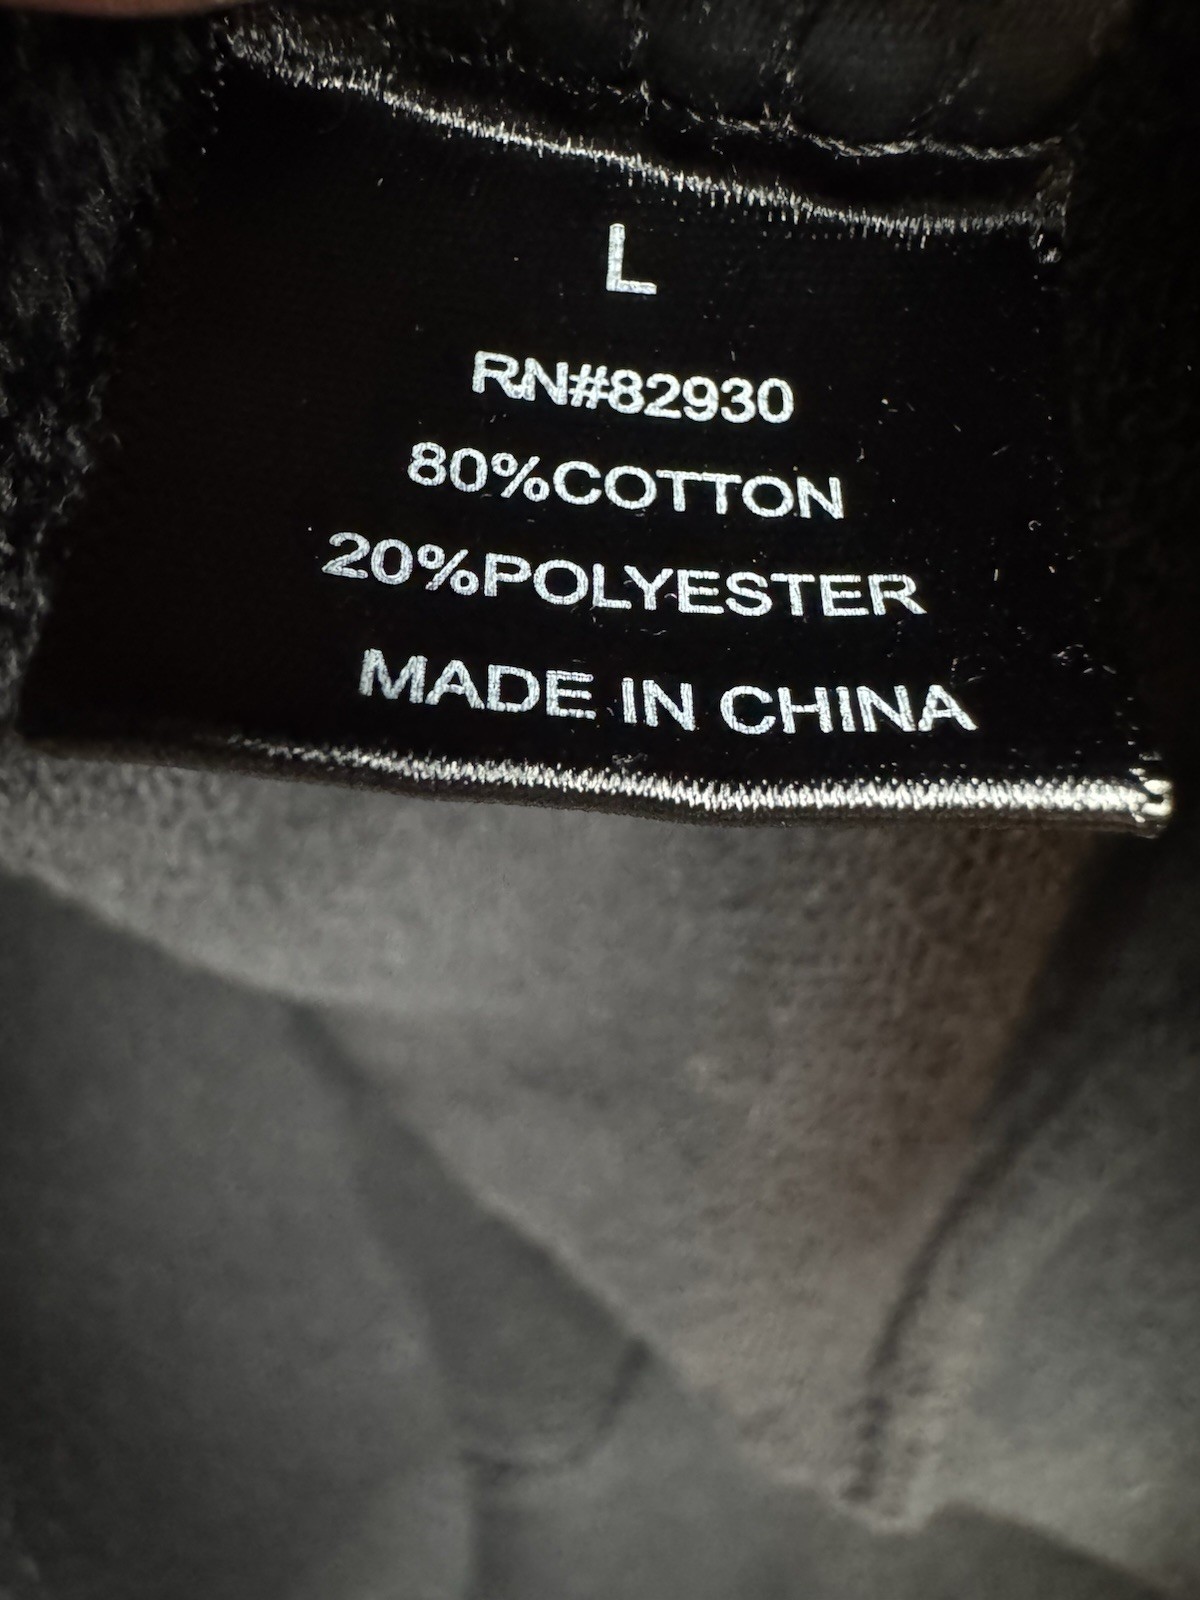 L
RN#82930
80%COTTON
20%POLYESTER
MADE IN CHINA